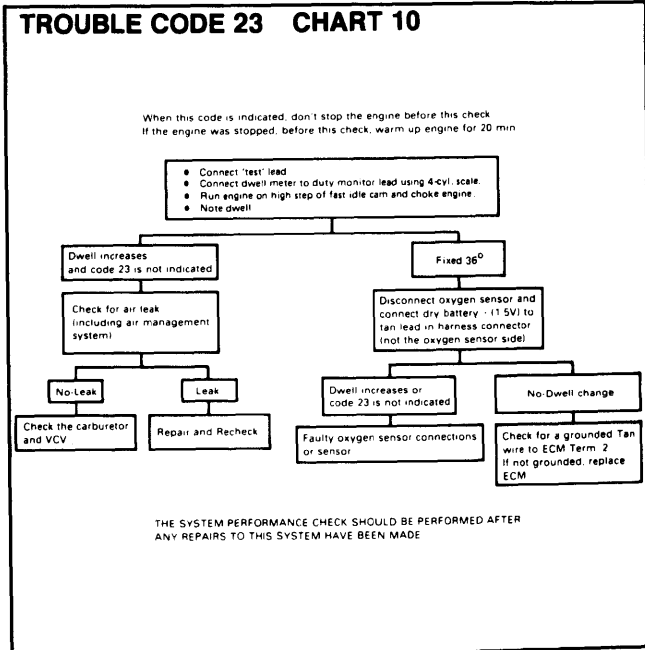 TROUBLE CODE 23 CHART 10
When this code is indicated, don't stop the engine before this check
If the engine was stopped, before this check, warm up engine for 20 min
● Connect 'test' lead
● Connect dwell meter to duty monitor lead using 4-cyl. scale.
● Run engine on high step of fast idle cam and choke engine.
● Note dwell
Dwell increases
and code 23 is not indicated
Fixed 36°
Check for air leak
(including air management
system)
Disconnect oxygen sensor and
connect dry battery · (1 5V) to
tan lead in harness connector
(not the oxygen sensor side)
No-Leak
Leak
Dwell increases or
code 23 is not indicated
No-Dwell change
Check the carburetor
and VCV
Repair and Recheck
Faulty oxygen sensor connections
or sensor
Check for a grounded Tan
wire to ECM Term 2
If not grounded, replace
ECM
THE SYSTEM PERFORMANCE CHECK SHOULD BE PERFORMED AFTER
ANY REPAIRS TO THIS SYSTEM HAVE BEEN MADE